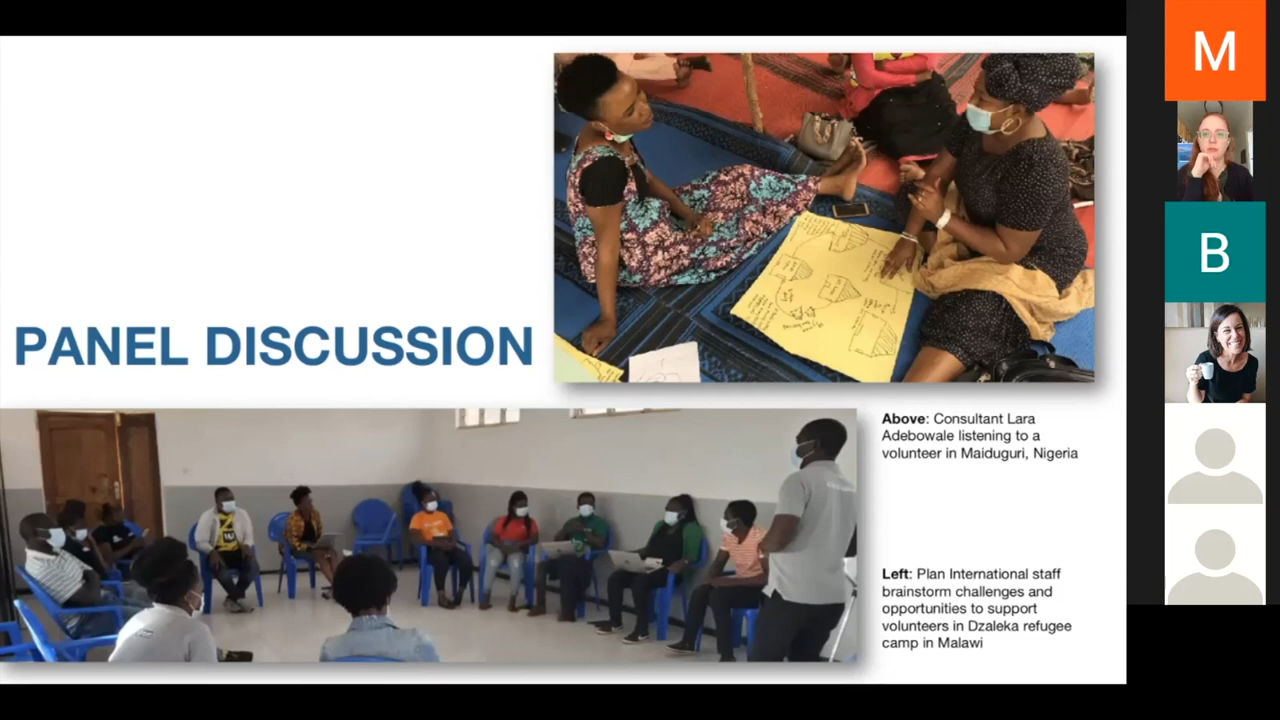 PANEL DISCUSSION
Above: Consultant Lara
Adebowale listening to a
volunteer in Maiduguri, Nigeria
Left: Plan International staff
brainstorm challenges and
opportunities to support
volunteers in Dzaleka refugee
camp in Malawi
M
B